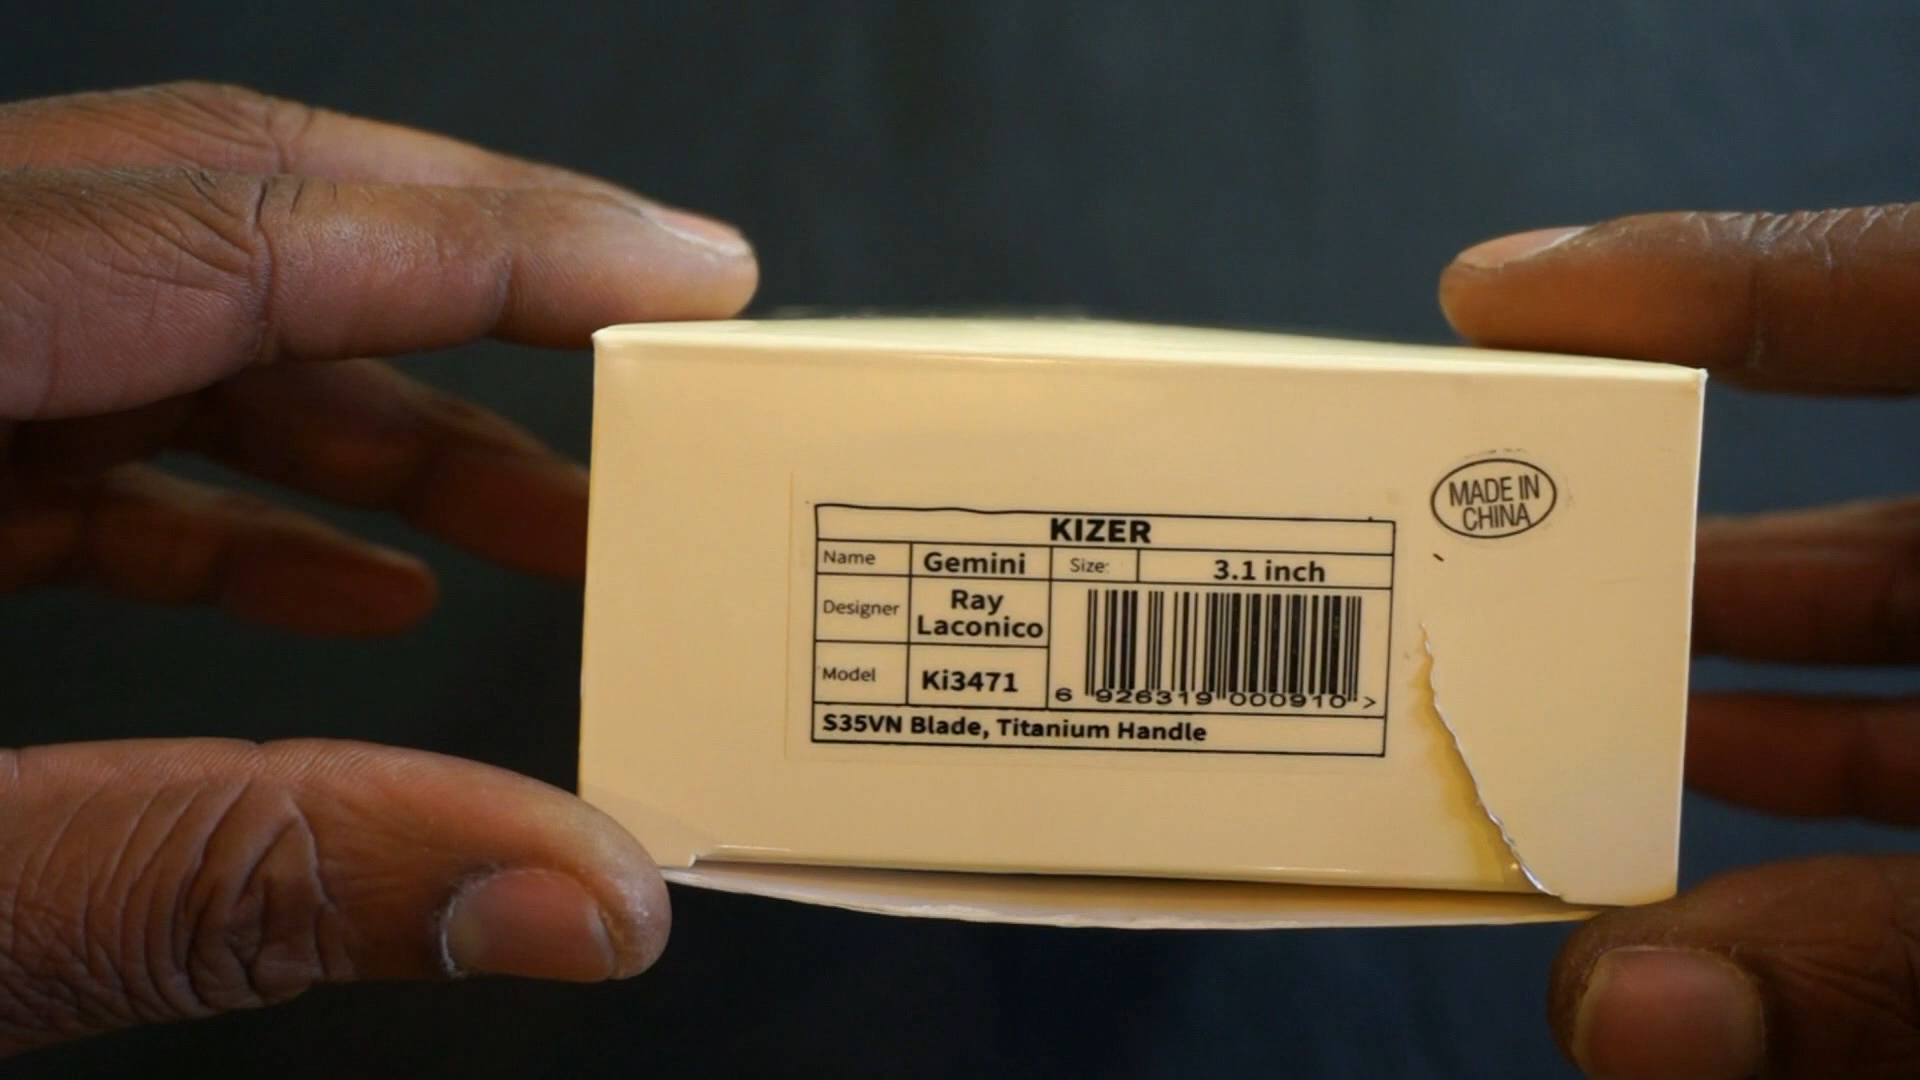 KIZER
Name Gemini Size: 3.1 inch
Designer Ray Laconico
Model Ki3471
6 926319 000910 >
S35VN Blade, Titanium Handle
MADE IN
CHINA